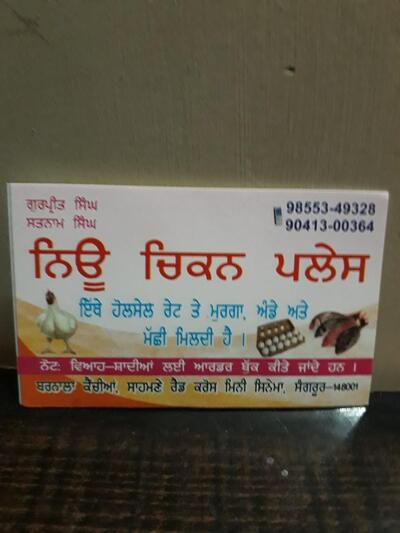 ਗੁਰਪ੍ਰੀਤ ਸਿੰਘ
ਸਤਨਾਮ ਸਿੰਘ
98553-49328
90413-00364
ਨਿਊ ਚਿਕਨ ਪਲੇਸ
ਇੱਥੇ ਹੋਲਸੇਲ ਰੇਟ ਤੇ ਮੁਰਗਾ, ਅੰਡੇ ਅਤੇ
ਮੱਛੀ ਮਿਲਦੀ ਹੈ ।
ਨੋਟ: ਵਿਆਹ-ਸ਼ਾਦੀਆਂ ਲਈ ਆਰਡਰ ਬੁੱਕ ਕੀਤੇ ਜਾਂਦੇ ਹਨ ।
ਬਰਨਾਲਾ ਕੈਂਚੀਆਂ, ਸਾਹਮਣੇ ਰੈਡ ਕਰੋਸ ਮਿਨੀ ਸਿਨੇਮਾ, ਸੰਗਰੂਰ-148001